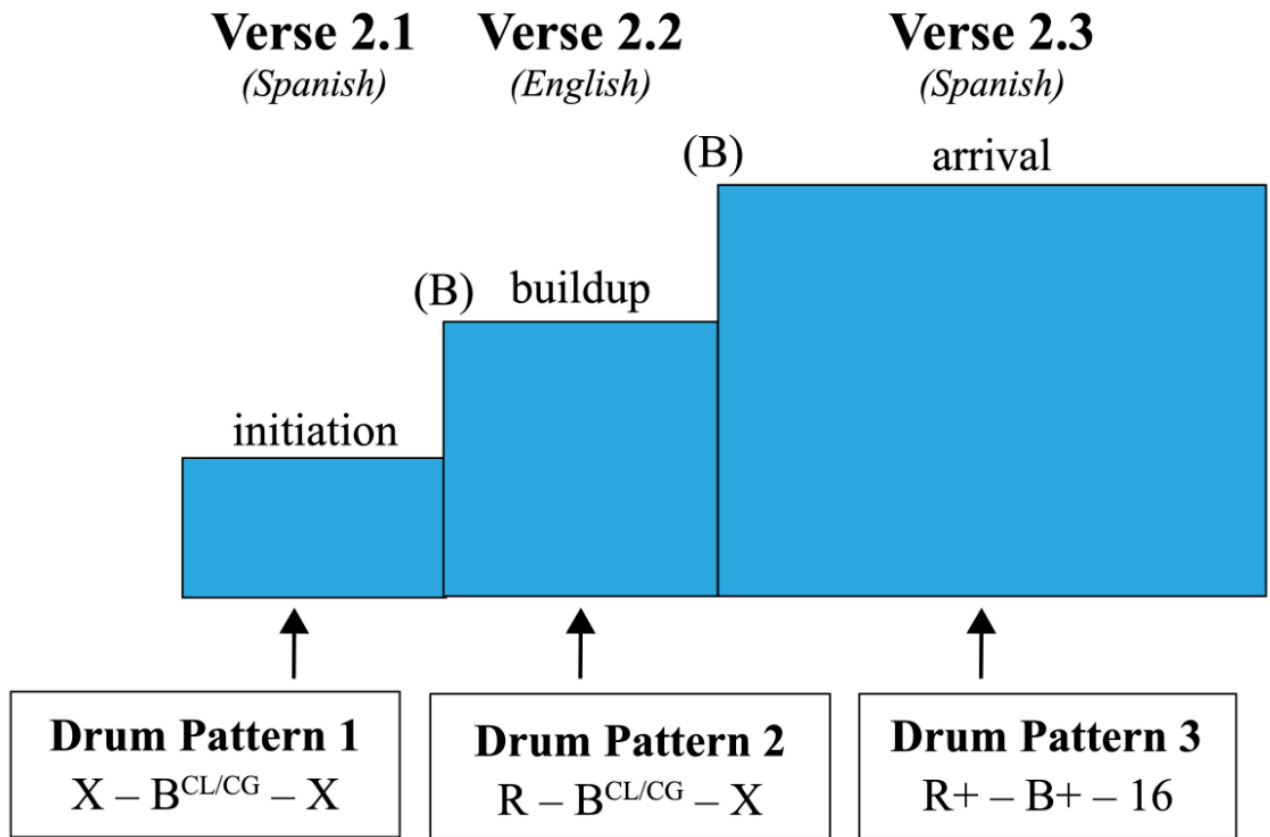 Verse 2.1 Verse 2.2 Verse 2.3
(Spanish) (English) (Spanish)
(B) arrival
(B) buildup
initiation
Drum Pattern 1
X – B^CL/CG – X
Drum Pattern 2
R – B^CL/CG – X
Drum Pattern 3
R+ – B+ – 16